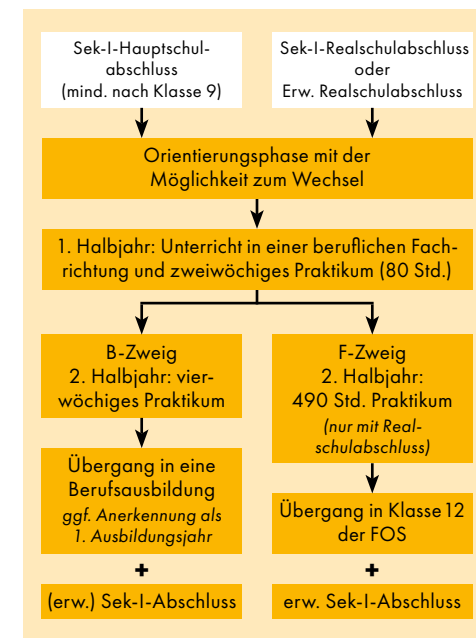 Sek-I-Hauptschul-
abschluss
(mind. nach Klasse 9)
Sek-I-Realschulabschluss
oder
Erw. Realschulabschluss
Orientierungsphase mit der
Möglichkeit zum Wechsel
1. Halbjahr: Unterricht in einer beruflichen Fach-
richtung und zweiwöchiges Praktikum (80 Std.)
B-Zweig
2. Halbjahr: vier-
wöchiges Praktikum
Übergang in eine
Berufsausbildung
ggf. Anerkennung als
1. Ausbildungsjahr
+
(erw.) Sek-I-Abschluss
F-Zweig
2. Halbjahr:
490 Std. Praktikum
(nur mit Real-
schulabschluss)
Übergang in Klasse 12
der FOS
+
erw. Sek-I-Abschluss